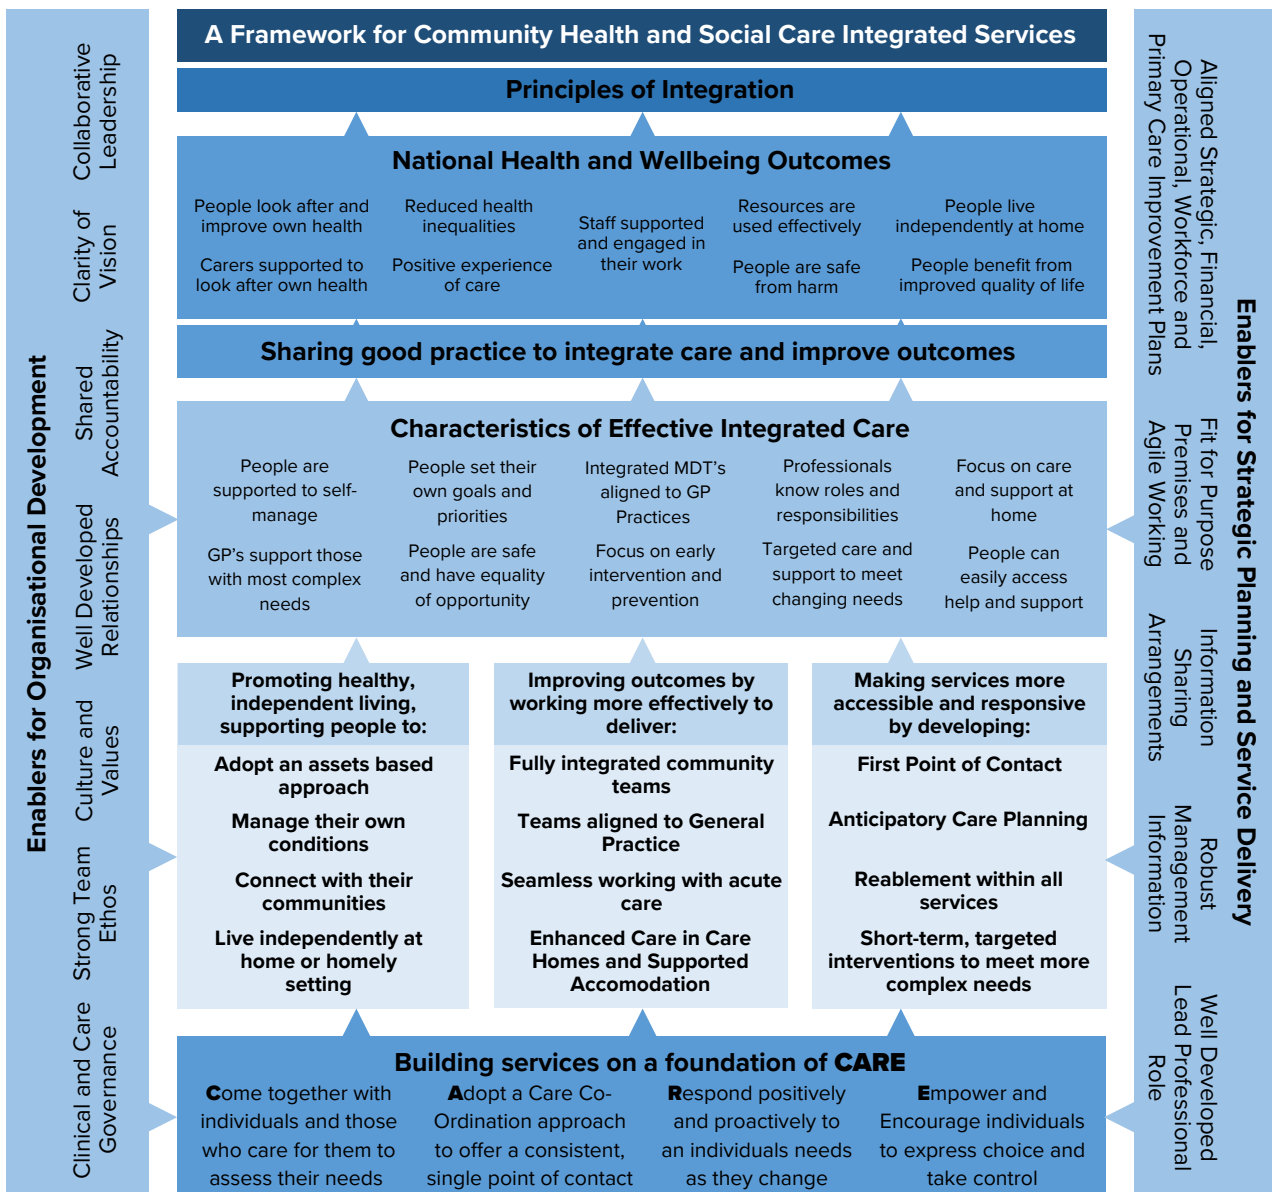 A Framework for Community Health and Social Care Integrated Services
Principles of Integration
National Health and Wellbeing Outcomes
People look after and
improve own health
Carers supported to
look after own health
Reduced health
inequalities
Positive experience
of care
Staff supported
and engaged in
their work
Resources are
used effectively
People are safe
from harm
People live
independently at home
People benefit from
improved quality of life
Sharing good practice to integrate care and improve outcomes
Characteristics of Effective Integrated Care
People are
supported to self-
manage
People set their
own goals and
priorities
Integrated MDT's
aligned to GP
Practices
Professionals
know roles and
responsibilities
Focus on care
and support at
home
GP's support those
with most complex
needs
People are safe
and have equality
of opportunity
Focus on early
intervention and
prevention
Targeted care and
support to meet
changing needs
People can
easily access
help and support
Promoting healthy,
independent living,
supporting people to:
Adopt an assets based
approach
Manage their own
conditions
Connect with their
communities
Live independently at
home or homely
setting
Improving outcomes by
working more effectively to
deliver:
Fully integrated community
teams
Teams aligned to General
Practice
Seamless working with acute
care
Enhanced Care in Care
Homes and Supported
Accomodation
Making services more
accessible and responsive
by developing:
First Point of Contact
Anticipatory Care Planning
Reablement within all
services
Short-term, targeted
interventions to meet more
complex needs
Building services on a foundation of CARE
Come together with
individuals and those
who care for them to
assess their needs
Adopt a Care Co-
Ordination approach
to offer a consistent,
single point of contact
Respond positively
and proactively to
an individuals needs
as they change
Empower and
Encourage individuals
to express choice and
take control
Enablers for Organisational Development
Collaborative
Leadership
Clarity of
Vision
Shared
Accountability
Well Developed
Relationships
Culture and
Values
Strong Team
Ethos
Clinical and Care
Governance
Enablers for Strategic Planning and Service Delivery
Aligned Strategic, Financial,
Operational, Workforce and
Primary Care Improvement Plans
Fit for Purpose
Premises and
Agile Working
Information
Sharing
Arrangements
Robust
Management
Information
Well Developed
Lead Professional
Role